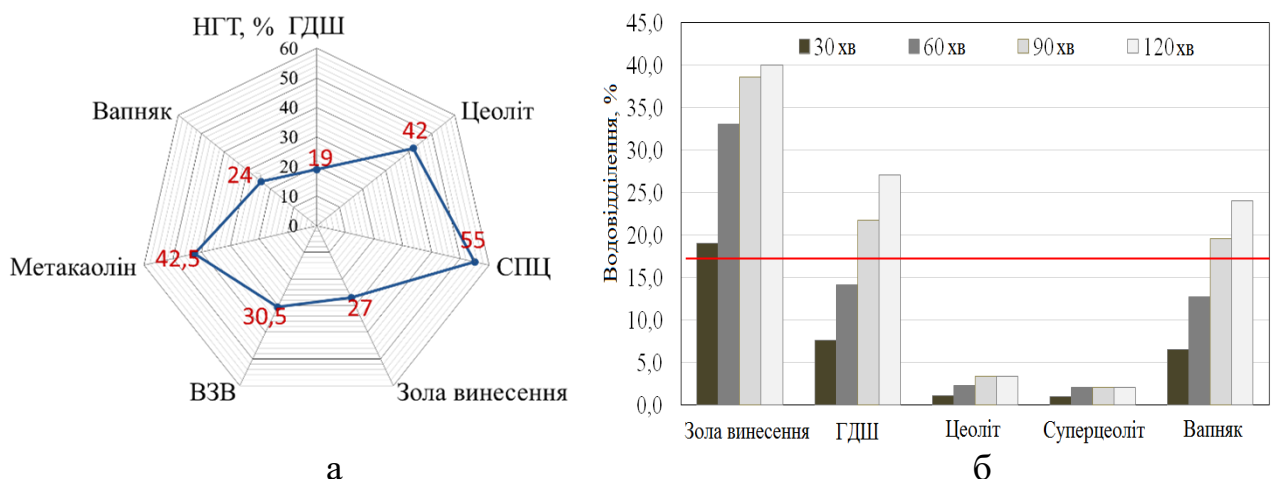 НГТ, % ГДШ
60
50
40
30
20
10
0
Вапняк
Цеоліт
42
19
24
55
СПЦ
Метакаолін
42,5
30,5
27
ВЗВ
Зола винесення
а
Водовідділення, %
45,0
40,0
35,0
30,0
25,0
20,0
15,0
10,0
5,0
0,0
30 хв
60 хв
90 хв
120 хв
Зола винесення
ГДШ
Цеоліт
Суперцеоліт
Вапняк
б